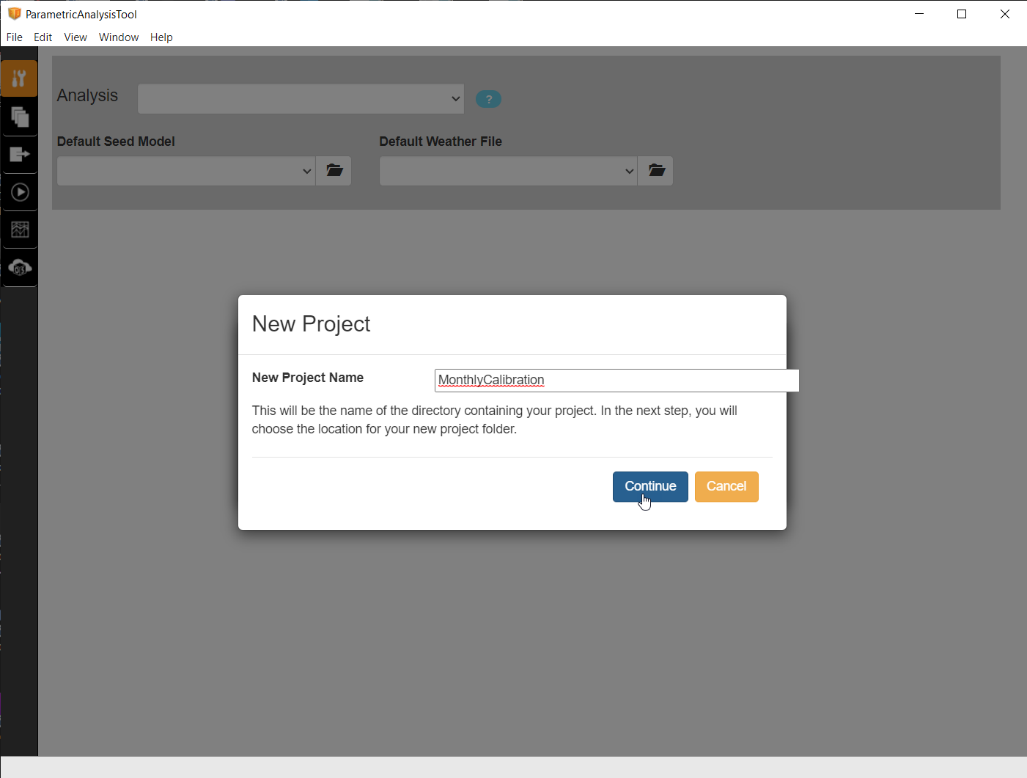 ParametricAnalysisTool
File Edit View Window Help
Analysis
?
Default Seed Model
Default Weather File
New Project
New Project Name
MonthlyCalibration
This will be the name of the directory containing your project. In the next step, you will
choose the location for your new project folder.
Continue
Cancel